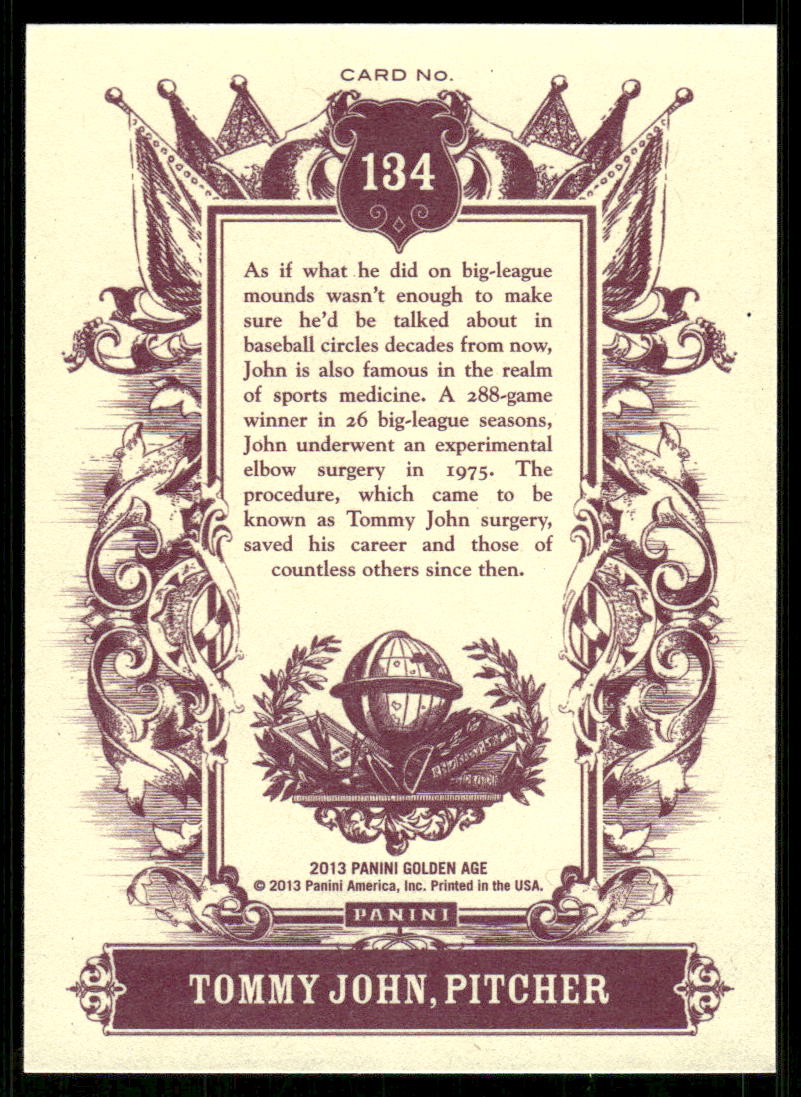 CARD No.
134
As if what he did on big-league
mounds wasn't enough to make
sure he'd be talked about in
baseball circles decades from now,
John is also famous in the realm
of sports medicine. A 288-game
winner in 26 big-league seasons,
John underwent an experimental
elbow surgery in 1975. The
procedure, which came to be
known as Tommy John surgery,
saved his career and those of
countless others since then.
2013 PANINI GOLDEN AGE
© 2013 Panini America, Inc. Printed in the USA.
PANINI
TOMMY JOHN, PITCHER